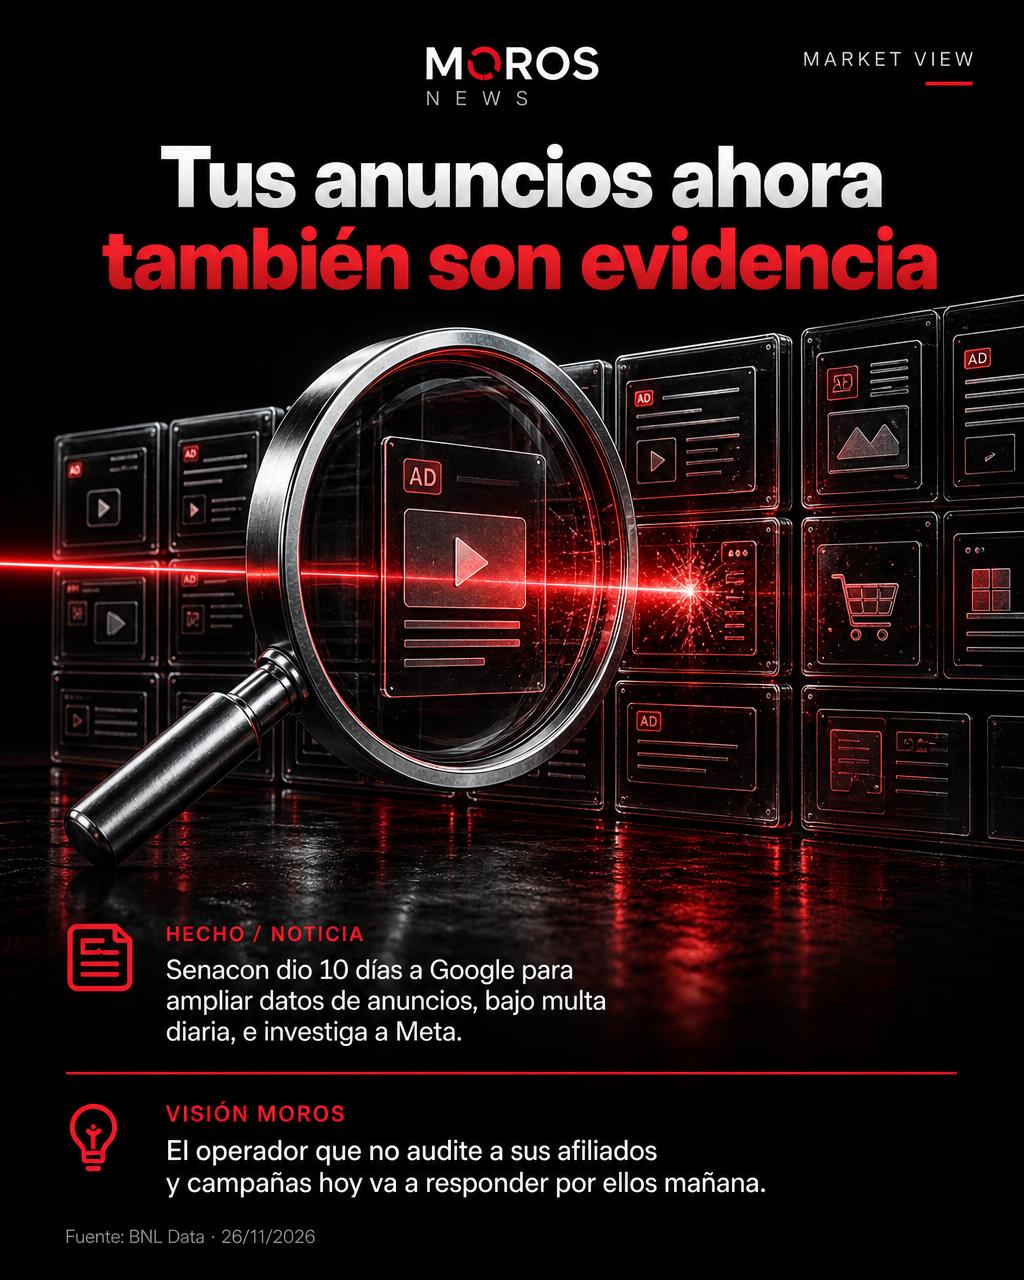 MOROS
NEWS
MARKET VIEW
Tus anuncios ahora
también son evidencia
AD
AD
AD
AD
AD
AD
AD
AD
HECHO / NOTICIA
Senacon dio 10 días a Google para
ampliar datos de anuncios, bajo multa
diaria, e investiga a Meta.
VISIÓN MOROS
El operador que no audite a sus afiliados
y campañas hoy va a responder por ellos mañana.
Fuente: BNL Data · 26/11/2026